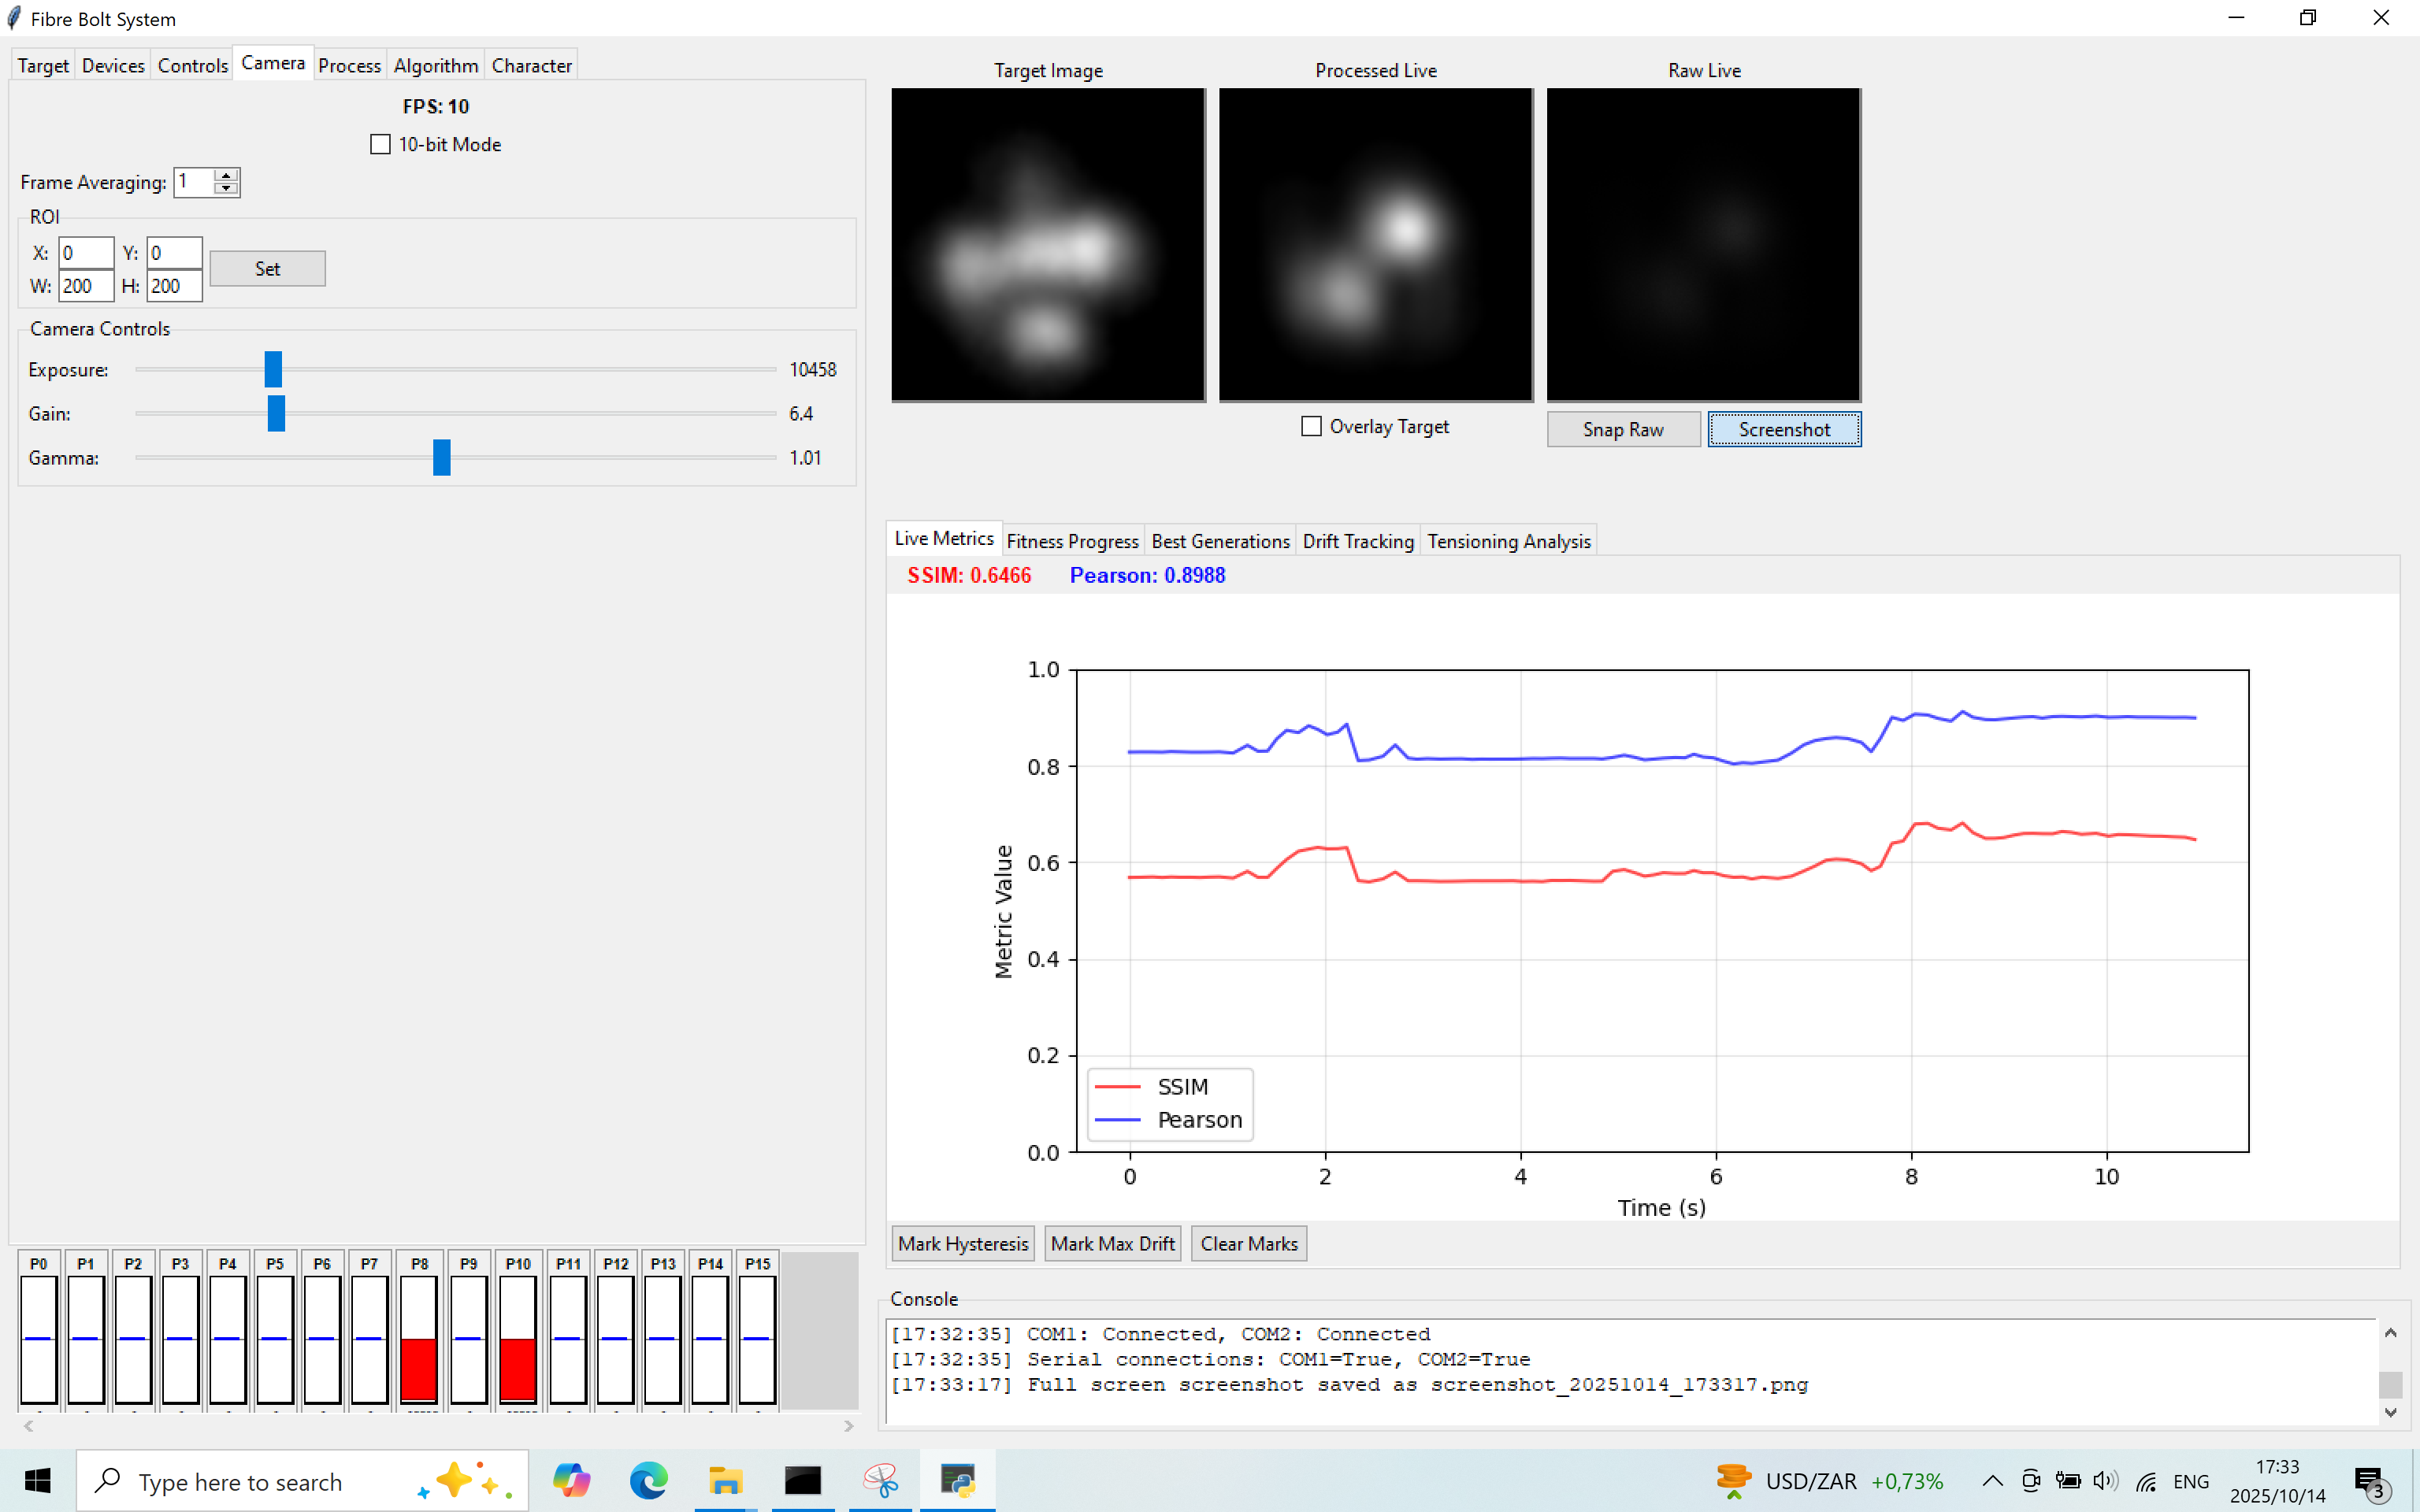 Fibre Bolt System
Target Devices Controls Camera Process Algorithm Character
FPS: 10
10-bit Mode
Frame Averaging: 1
ROI
X: 0 Y: 0
Set
W: 200 H: 200
Camera Controls
Exposure: 10458
Gain: 6.4
Gamma: 1.01
P0 P1 P2 P3 P4 P5 P6 P7 P8 P9 P10 P11 P12 P13 P14 P15
Target Image Processed Live Raw Live
Overlay Target
Snap Raw Screenshot
Live Metrics Fitness Progress Best Generations Drift Tracking Tensioning Analysis
SSIM: 0.6466 Pearson: 0.8988
1.0
0.8
0.6
0.4
0.2
0.0
Metric Value
SSIM
Pearson
0 2 4 6 8 10
Time (s)
Mark Hysteresis Mark Max Drift Clear Marks
Console
[17:32:35] COM1: Connected, COM2: Connected
[17:32:35] Serial connections: COM1=True, COM2=True
[17:33:17] Full screen screenshot saved as screenshot_20251014_173317.png
Type here to search
USD/ZAR +0,73%
ENG
17:33
2025/10/14
3